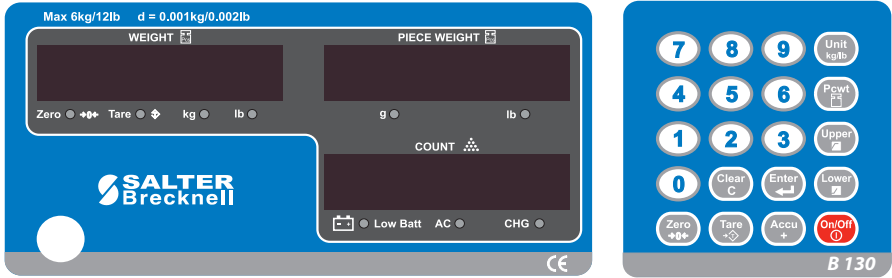 Max 6kg/12lb d = 0.001kg/0.002lb
WEIGHT
PIECE WEIGHT
Zero Tare kg lb
g lb
COUNT
SALTER
Brecknell
Low Batt AC CHG
CE
7 8 9 Unit kg/lb
4 5 6 Pcwt
1 2 3 Upper
0 Clear C Enter Lower
Zero Tare Accu + On/Off
B 130